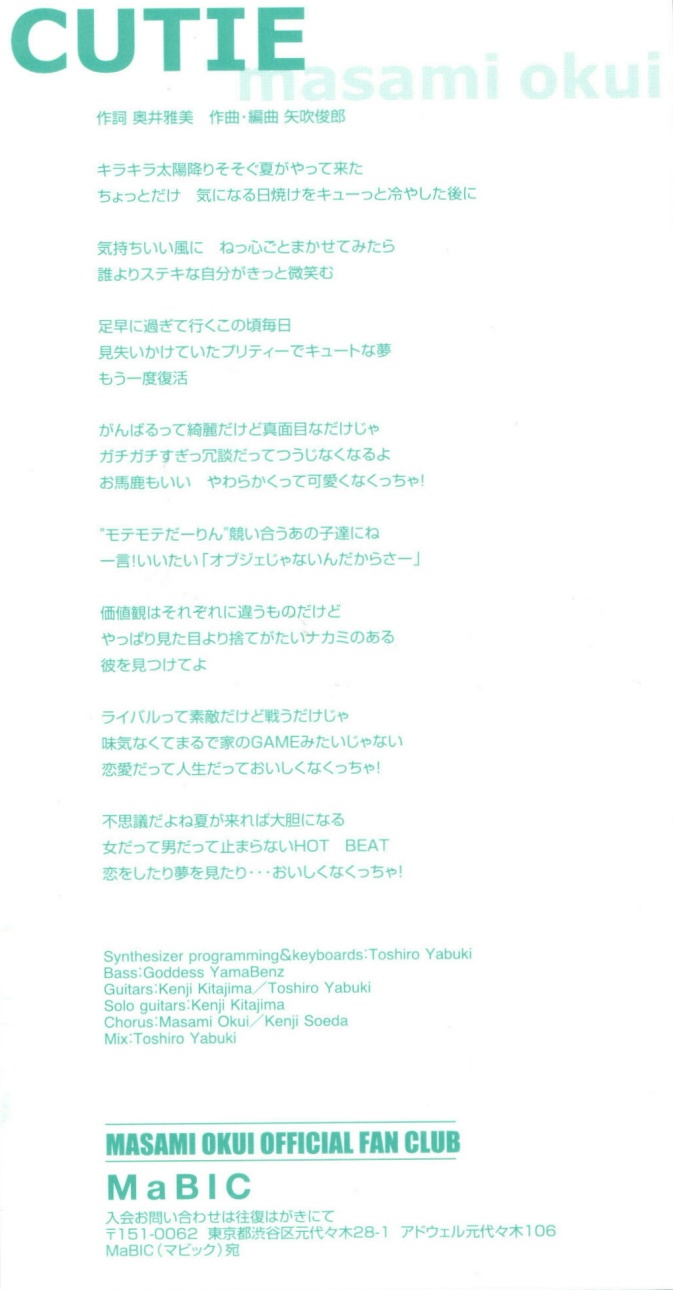 CUTIE
masami okui
作詞 奥井雅美　作曲・編曲 矢吹俊郎
キラキラ太陽降りそそぐ夏がやって来た
ちょっとだけ　気になる日焼けをキューっと冷やした後に
気持ちいい風に　ねっ心ごとまかせてみたら
誰よりステキな自分がきっと微笑む
足早に過ぎて行くこの頃毎日
見失いかけていたプリティーでキュートな夢
もう一度復活
がんばるって綺麗だけど真面目なだけじゃ
ガチガチすぎっ冗談だってつうじなくなるよ
お馬鹿もいい　やわらかくって可愛くなくっちゃ!
"モテモテだーりん"競い合うあの子達にね
一言!いいたい「オブジェじゃないんだからさー」
価値観はそれぞれに違うものだけど
やっぱり見た目より捨てがたいナカミのある
彼を見つけてよ
ライバルって素敵だけど戦うだけじゃ
味気なくてまるで家のGAMEみたいじゃない
恋愛だって人生だっておいしくなくっちゃ!
不思議だよね夏が来れば大胆になる
女だって男だって止まらないHOT　BEAT
恋をしたり夢を見たり・・・おいしくなくっちゃ!
Synthesizer programming&keyboards:Toshiro Yabuki
Bass:Goddess YamaBenz
Guitars:Kenji Kitajima／Toshiro Yabuki
Solo guitars:Kenji Kitajima
Chorus:Masami Okui／Kenji Soeda
Mix:Toshiro Yabuki
MASAMI OKUI OFFICIAL FAN CLUB
MaBIC
入会お問い合わせは往復はがきにて
〒151-0062　東京都渋谷区元代々木28-1　アドウェル元代々木106
MaBIC（マビック）宛